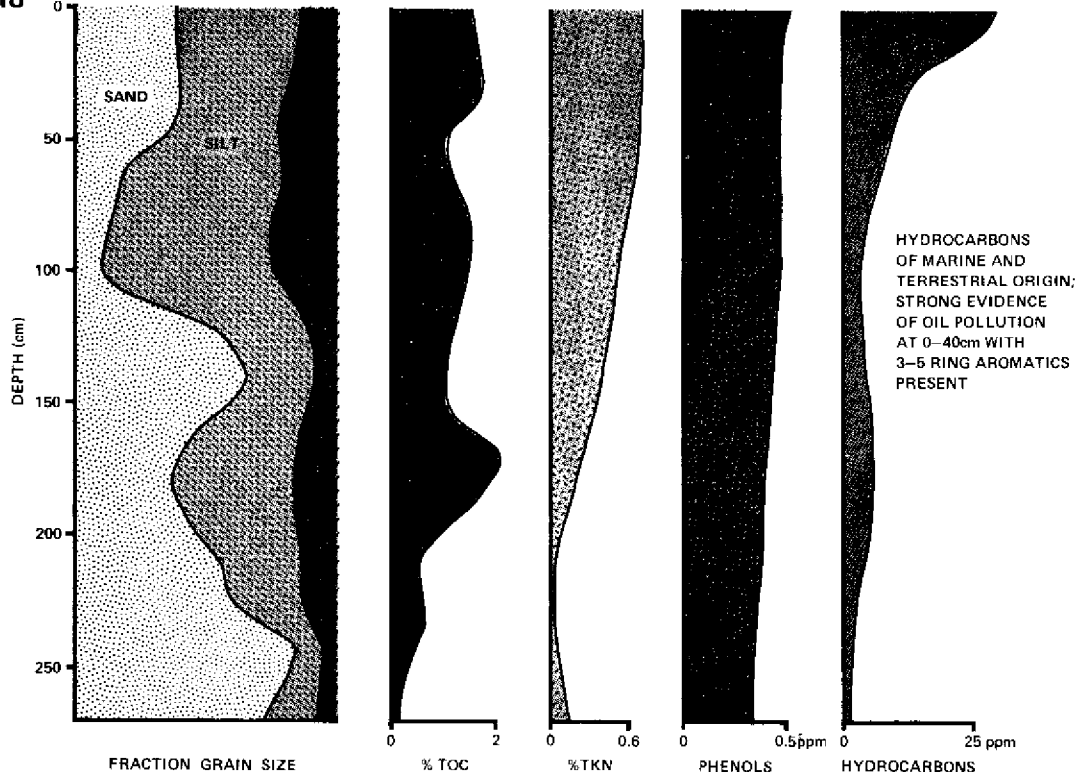 0
50
100
150
200
250
DEPTH (cm)
SAND
SILT
HYDROCARBONS
OF MARINE AND
TERRESTRIAL ORIGIN;
STRONG EVIDENCE
OF OIL POLLUTION
AT 0–40cm WITH
3–5 RING AROMATICS
PRESENT
0 2
0 0.6
0 0.5 ppm
0 25 ppm
FRACTION GRAIN SIZE
% TOC
%TKN
PHENOLS
HYDROCARBONS